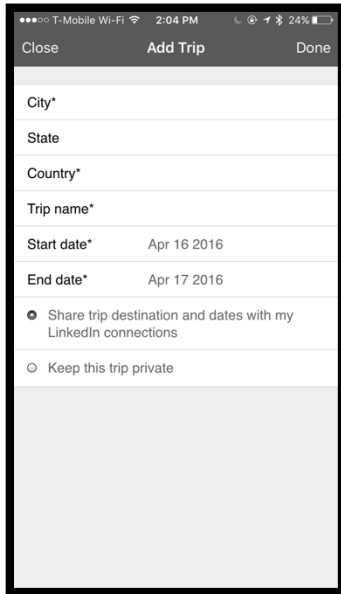 T-Mobile Wi-Fi 2:04 PM 24%
Close Add Trip Done
City*
State
Country*
Trip name*
Start date* Apr 16 2016
End date* Apr 17 2016
Share trip destination and dates with my
LinkedIn connections
Keep this trip private